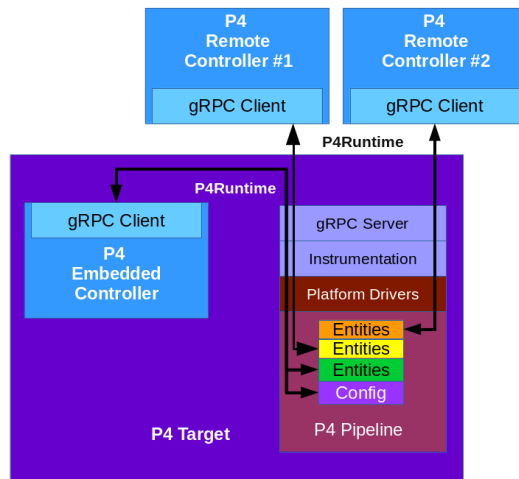 P4
Remote
Controller #1
gRPC Client
P4
Remote
Controller #2
gRPC Client
P4Runtime
P4Runtime
gRPC Client
P4
Embedded
Controller
gRPC Server
Instrumentation
Platform Drivers
Entities
Entities
Entities
Config
P4 Pipeline
P4 Target